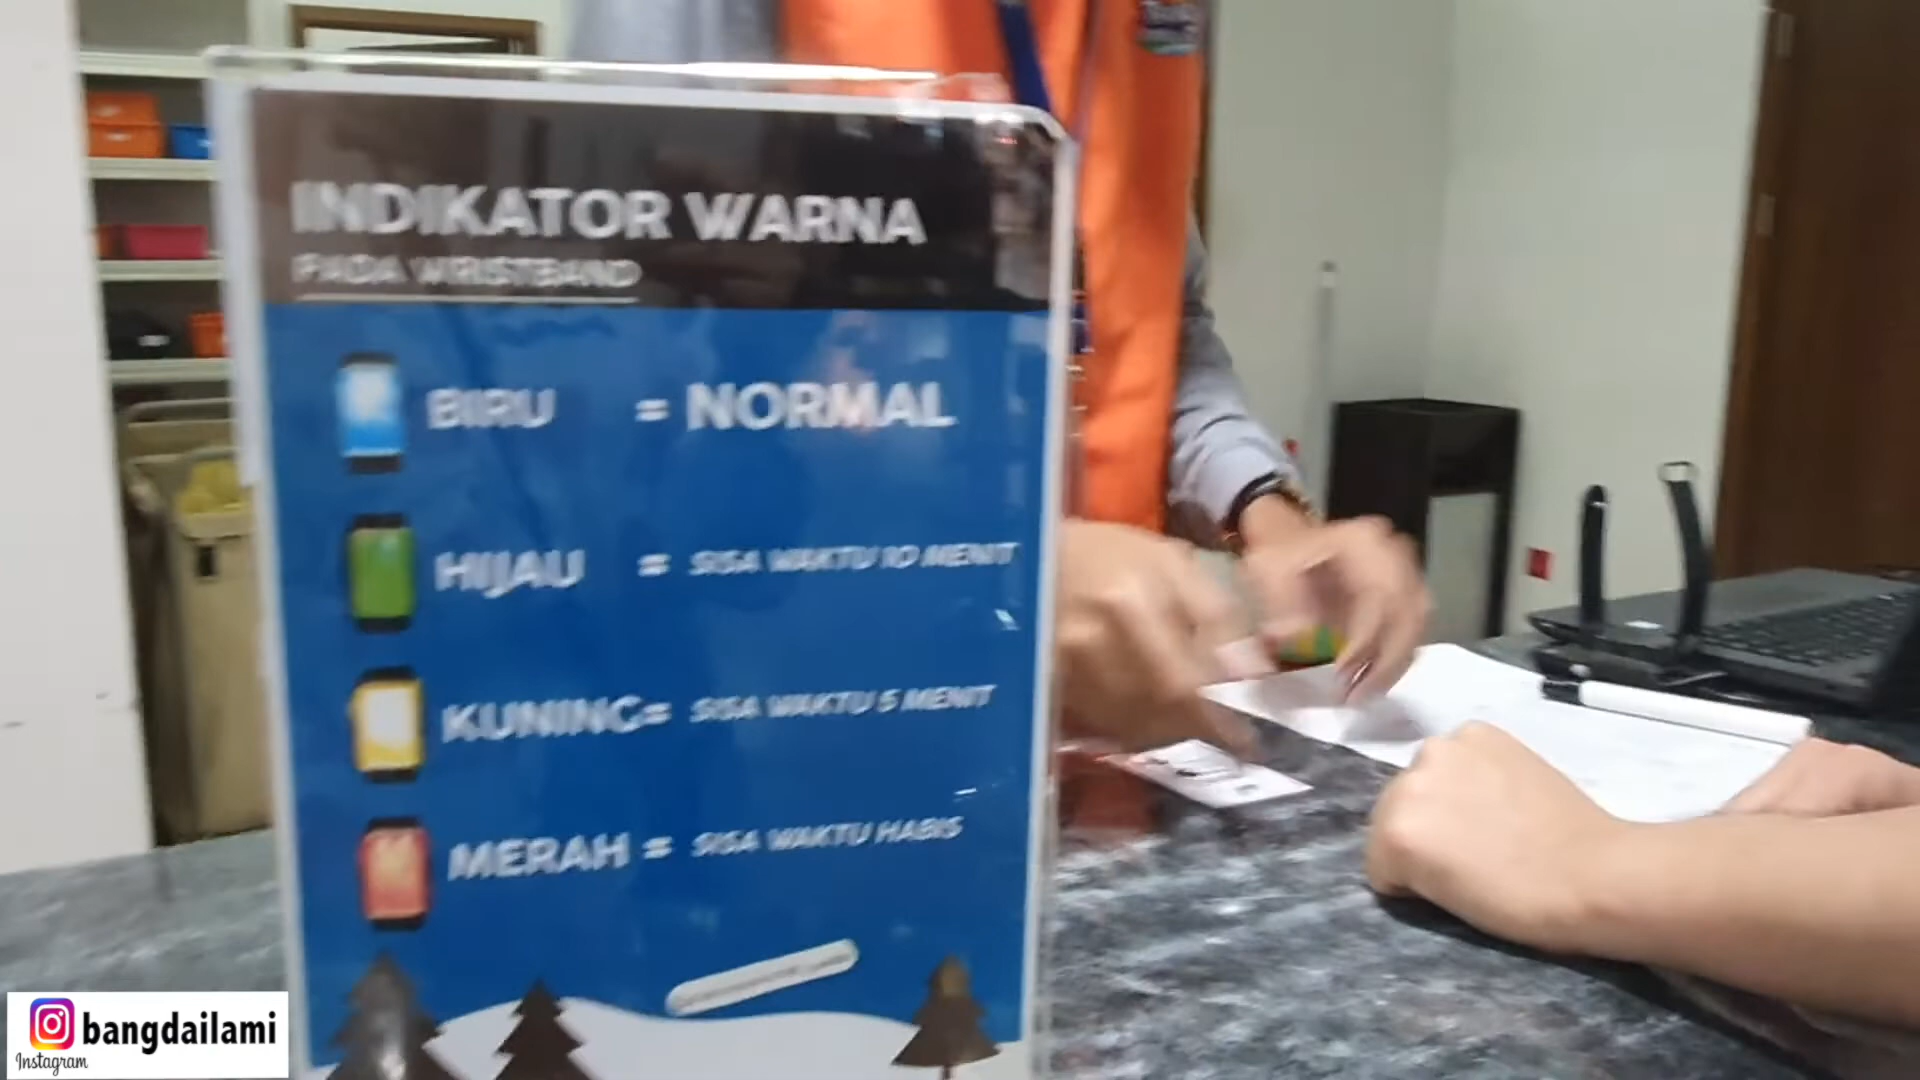 INDIKATOR WARNA
PADA WRISTBAND
BIRU = NORMAL
HIJAU = SISA WAKTU 10 MENIT
KUNING = SISA WAKTU 5 MENIT
MERAH = SISA WAKTU HABIS
bangdailami
Instagram